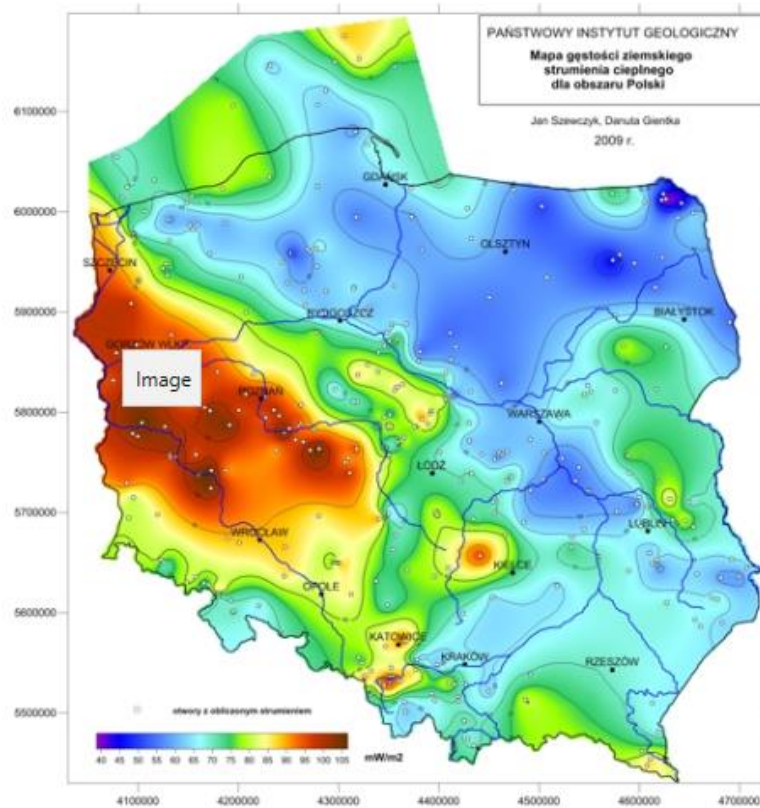 PAŃSTWOWY INSTYTUT GEOLOGICZNY
Mapa gęstości ziemskiego
strumienia cieplnego
dla obszaru Polski
Jan Szewczyk, Danuta Gientka
2009 r.
6100000
GDAŃSK
6000000
OLSZTYN
SZCZECIN
5900000
BYDGOSZCZ
BIAŁYSTOK
GORZÓW WLKP
Image
POZNAŃ
5800000
WARSZAWA
ŁÓDŹ
5700000
LUBLIN
WROCŁAW
KIELCE
OPOLE
5600000
KATOWICE
KRAKÓW
RZESZÓW
5500000
otwory z obliczonym strumieniem
mW/m2
40 45 50 55 60 65 70 75 80 85 90 95 100 105
4100000 4200000 4300000 4400000 4500000 4600000 4700000